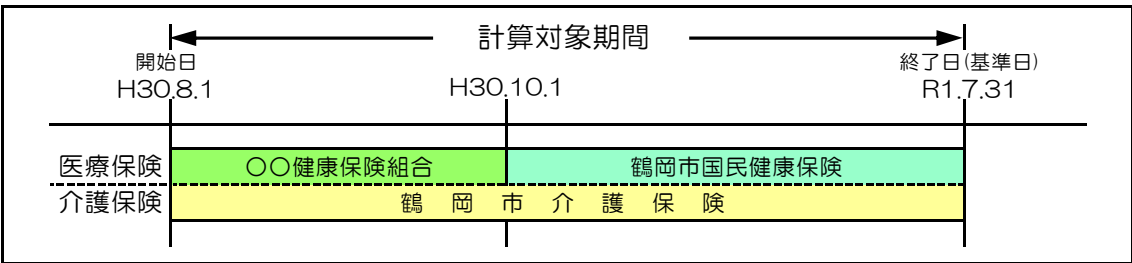 計算対象期間
開始日
終了日(基準日)
H30.8.1
H30.10.1
R1.7.31
医療保険
〇〇健康保険組合
鶴岡市国民健康保険
介護保険
鶴岡市介護保険